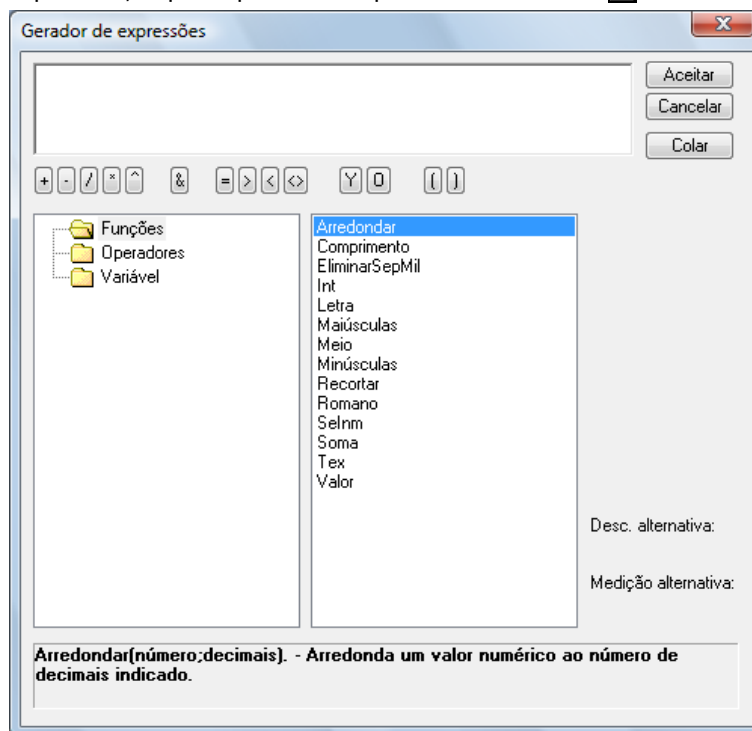 Gerador de expressões
Aceitar
Cancelar
Colar
+ - / * ^ & = > < <> Y O ( )
Funções
Operadores
Variável
Arredondar
Comprimento
EliminarSepMil
Int
Letra
Maiúsculas
Meio
Minúsculas
Recortar
Romano
SeInm
Soma
Tex
Valor
Desc. alternativa:
Medição alternativa:
Arredondar(número;decimais). - Arredonda um valor numérico ao número de
decimais indicado.